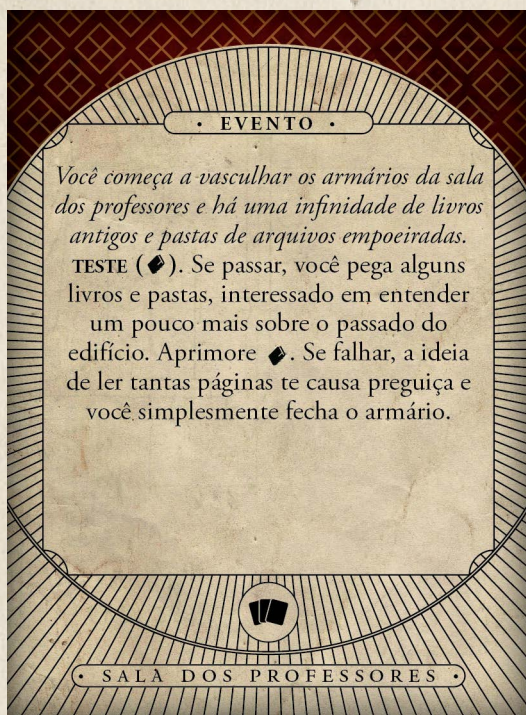 · EVENTO ·
Você começa a vasculhar os armários da sala
dos professores e há uma infinidade de livros
antigos e pastas de arquivos empoeiradas.
TESTE ( ). Se passar, você pega alguns
livros e pastas, interessado em entender
um pouco mais sobre o passado do
edifício. Aprimore . Se falhar, a ideia
de ler tantas páginas te causa preguiça e
você simplesmente fecha o armário.
· SALA DOS PROFESSORES ·